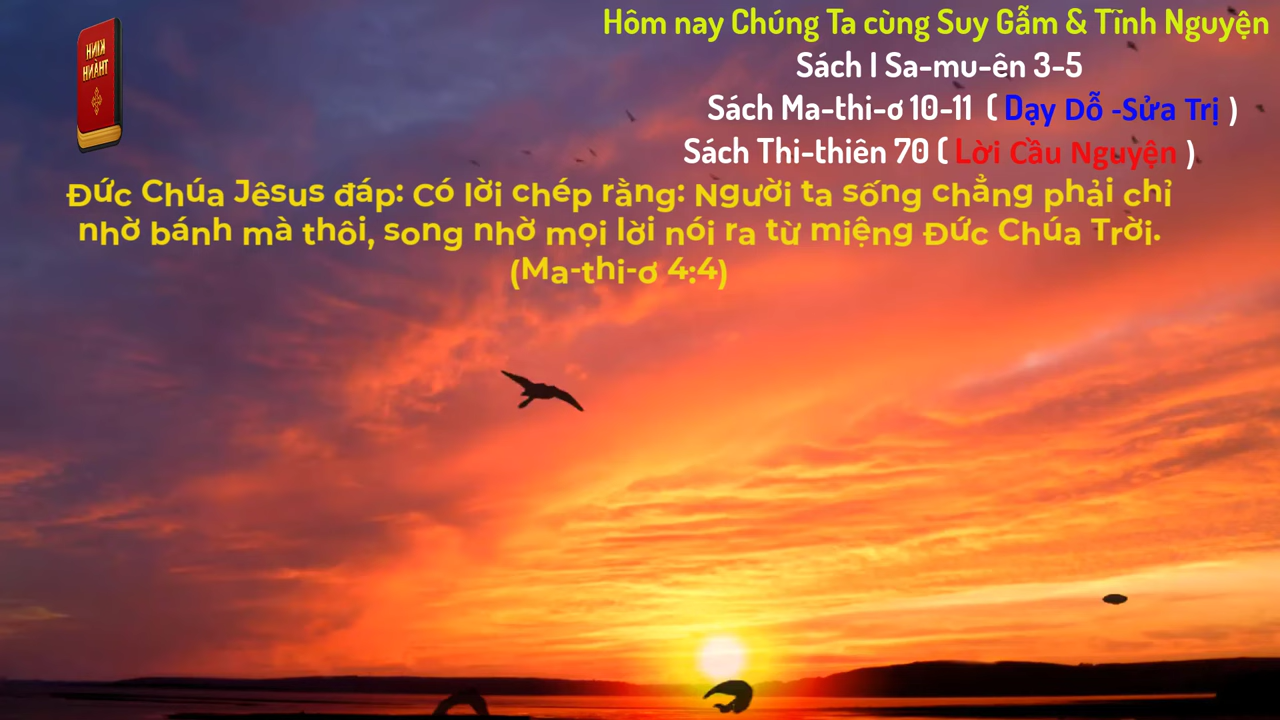 Hôm nay Chúng Ta cùng Suy Gẫm & Tĩnh Nguyện
Sách I Sa-mu-ên 3-5
Sách Ma-thi-ơ 10-11 ( Dạy Dỗ -Sửa Trị )
Sách Thi-thiên 70 ( Lời Cầu Nguyện )
KINH
THÁNH
Đức Chúa Jêsus đáp: Có lời chép rằng: Người ta sống chẳng phải chỉ
nhờ bánh mà thôi, song nhờ mọi lời nói ra từ miệng Đức Chúa Trời.
(Ma-thi-ơ 4:4)